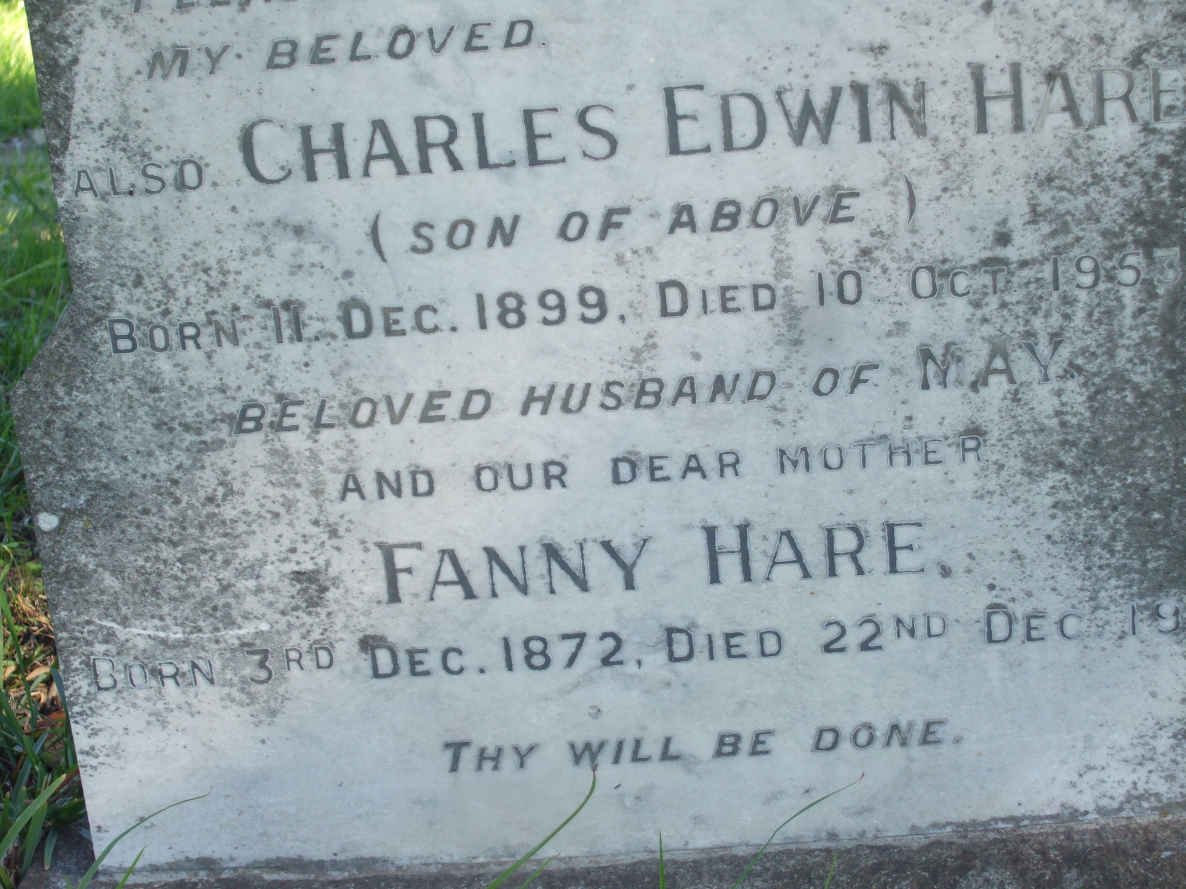 MY BELOVED.
ALSO CHARLES EDWIN HARE
( SON OF ABOVE )
BORN 11. DEC. 1899, DIED 10 OCT. 1957
BELOVED HUSBAND OF MAY.
AND OUR DEAR MOTHER
FANNY HARE.
BORN 3RD DEC. 1872, DIED 22ND DEC. 19
THY WILL BE DONE.